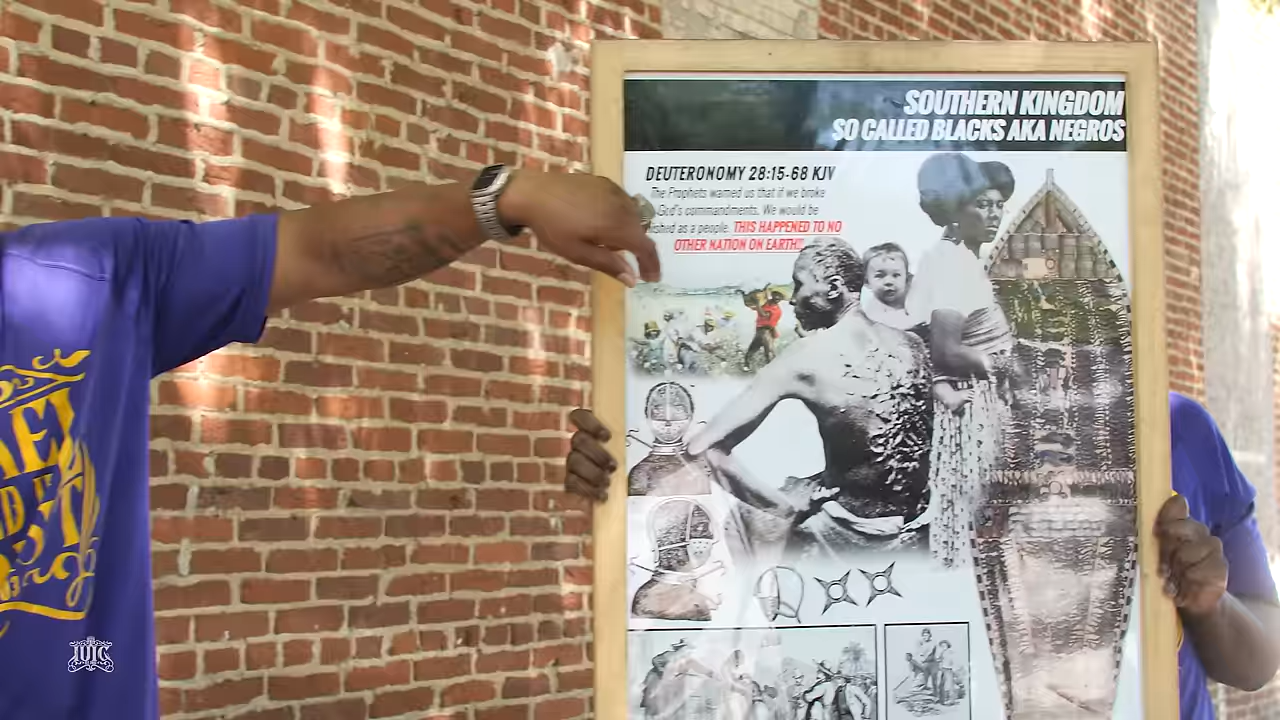 SOUTHERN KINGDOM
SO CALLED BLACKS AKA NEGROS
DEUTERONOMY 28:15-68 KJV
The Prophets warned us that if we broke
God's commandments. We would be
as a people. THIS HAPPENED TO NO
OTHER NATION ON EARTH!!
IUIC